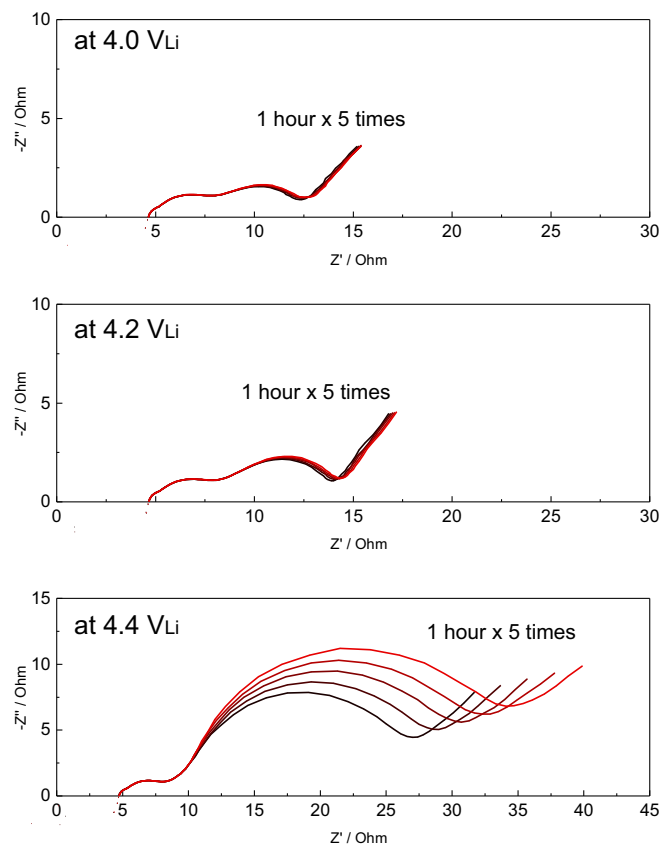 10
at 4.0 VLi
-Z'' / Ohm
5
1 hour x 5 times
0
0 5 10 15 20 25 30
Z' / Ohm
10
at 4.2 VLi
-Z'' / Ohm
1 hour x 5 times
5
0
0 5 10 15 20 25 30
Z' / Ohm
15
at 4.4 VLi
1 hour x 5 times
-Z'' / Ohm
10
5
0
0 5 10 15 20 25 30 35 40 45
Z' / Ohm